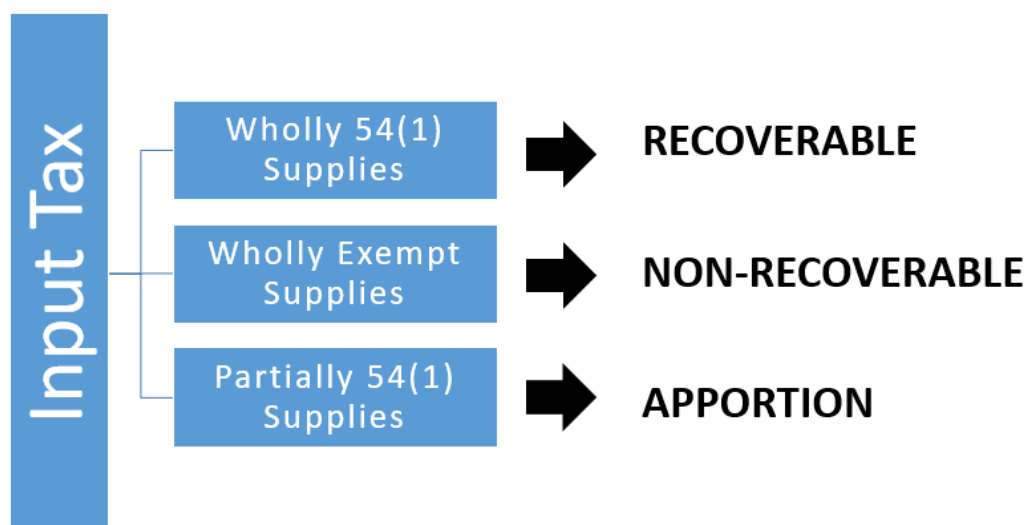 Input Tax
Wholly 54(1)
Supplies
RECOVERABLE
Wholly Exempt
Supplies
NON-RECOVERABLE
Partially 54(1)
Supplies
APPORTION